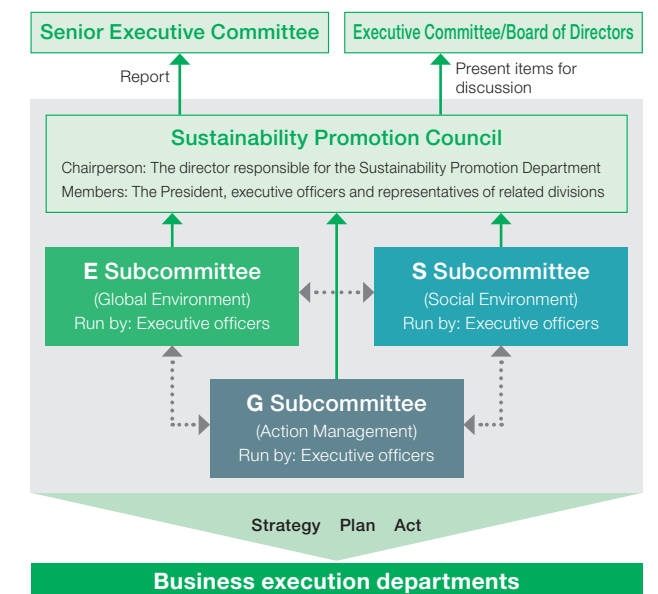 Senior Executive Committee
Executive Committee/Board of Directors
Report
Present items for
discussion
Sustainability Promotion Council
Chairperson: The director responsible for the Sustainability Promotion Department
Members: The President, executive officers and representatives of related divisions
E Subcommittee
(Global Environment)
Run by: Executive officers
S Subcommittee
(Social Environment)
Run by: Executive officers
G Subcommittee
(Action Management)
Run by: Executive officers
Strategy Plan Act
Business execution departments